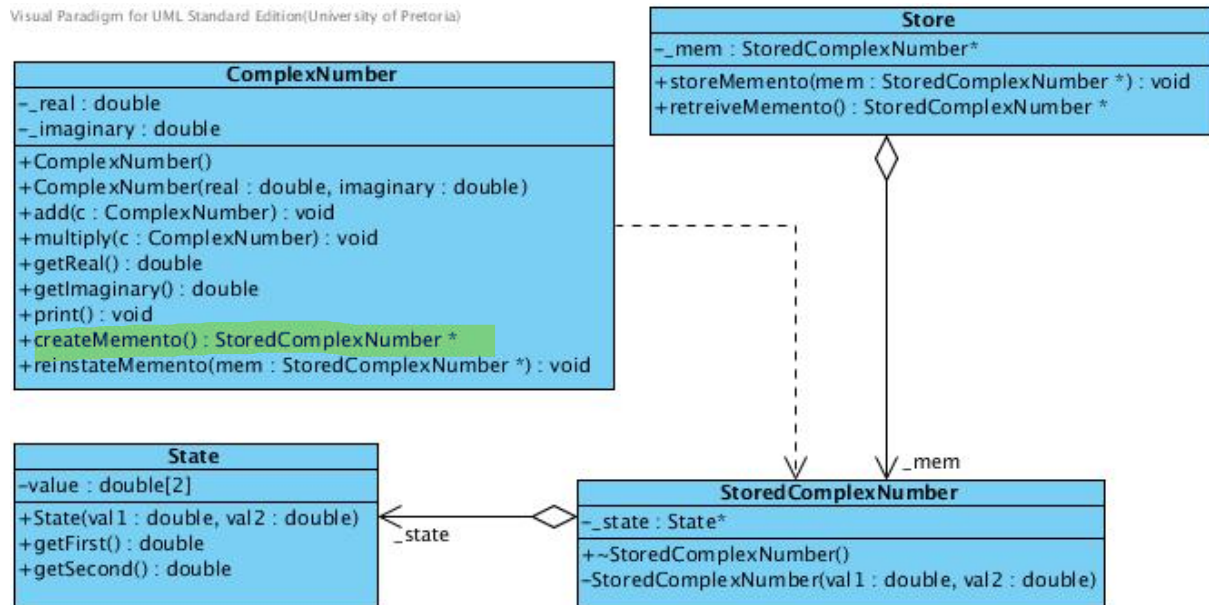 Visual Paradigm for UML Standard Edition(University of Pretoria)
Store
-_mem : StoredComplexNumber*
+storeMemento(mem : StoredComplexNumber *) : void
+retreiveMemento() : StoredComplexNumber *
ComplexNumber
-_real : double
-_imaginary : double
+ComplexNumber()
+ComplexNumber(real : double, imaginary : double)
+add(c : ComplexNumber) : void
+multiply(c : ComplexNumber) : void
+getReal() : double
+getImaginary() : double
+print() : void
+createMemento() : StoredComplexNumber *
+reinstateMemento(mem : StoredComplexNumber *) : void
_mem
State
-value : double[2]
+State(val1 : double, val2 : double)
+getFirst() : double
+getSecond() : double
_state
StoredComplexNumber
-_state : State*
+~StoredComplexNumber()
-StoredComplexNumber(val1 : double, val2 : double)